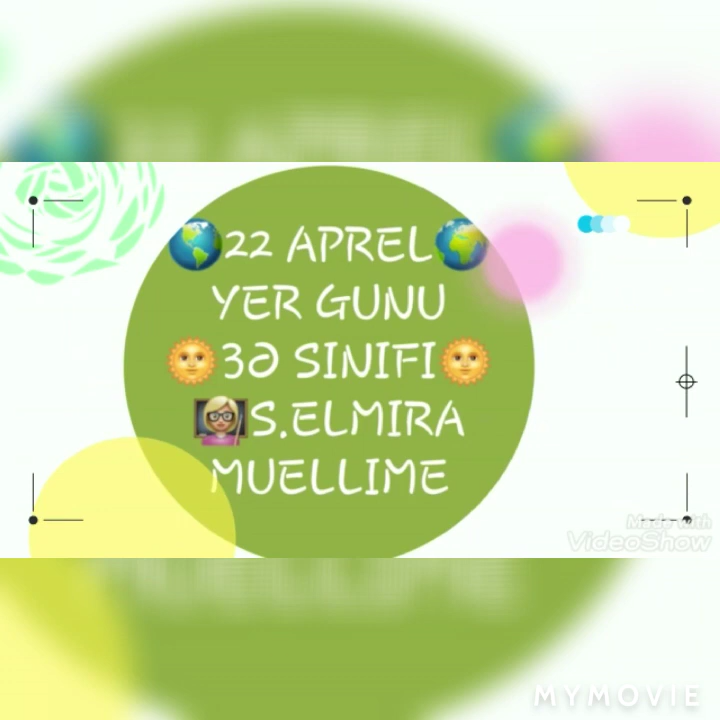 🌎22 APREL🌍
YER GUNU
🌞3Ə SINIFI🌞
👩‍🏫S.ELMIRA
MUELLIME
Made with
VideoShow
MYMOVIE